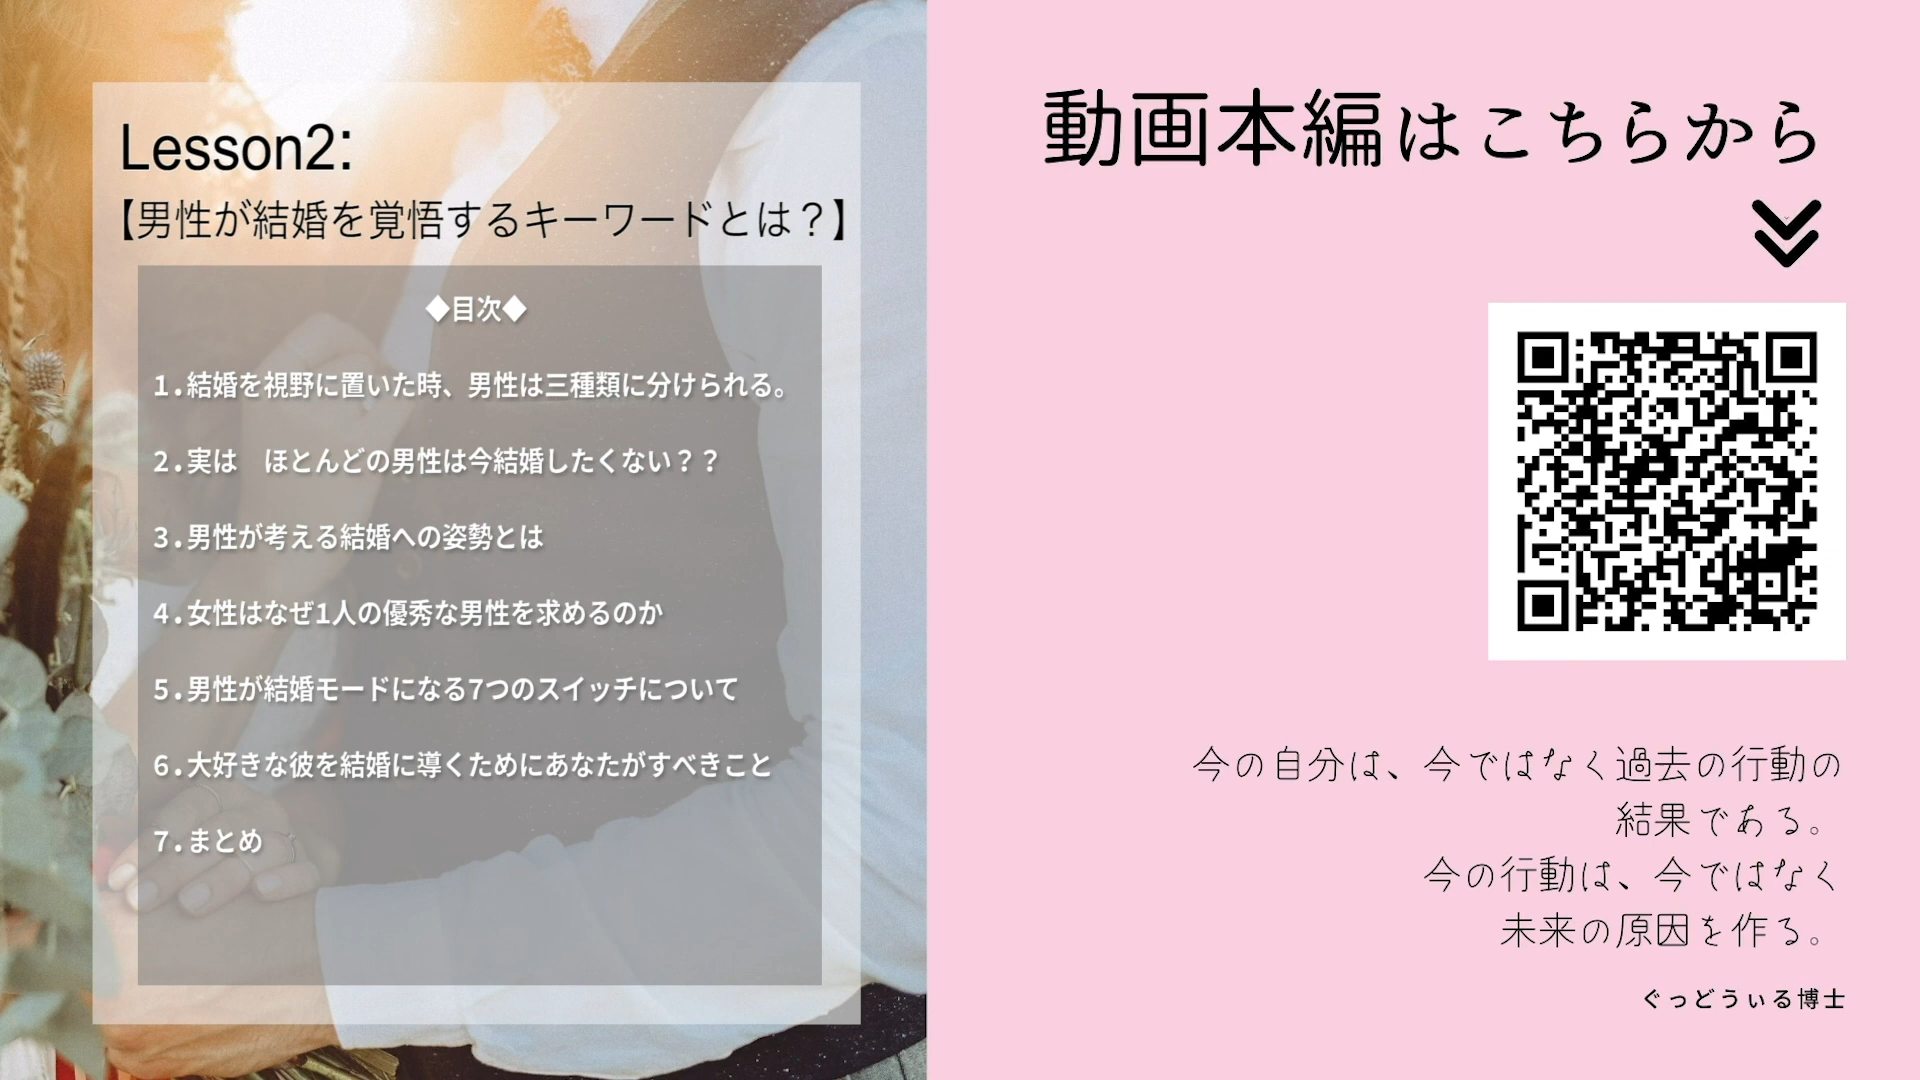 Lesson2:
【男性が結婚を覚悟するキーワードとは？】
◆目次◆
1.結婚を視野に置いた時、男性は三種類に分けられる。
2.実は　ほとんどの男性は今結婚したくない？？
3.男性が考える結婚への姿勢とは
4.女性はなぜ1人の優秀な男性を求めるのか
5.男性が結婚モードになる7つのスイッチについて
6.大好きな彼を結婚に導くためにあなたがすべきこと
7.まとめ
動画本編はこちらから
今の自分は、今ではなく過去の行動の
結果である。
今の行動は、今ではなく
未来の原因を作る。
ぐっどうぃる博士